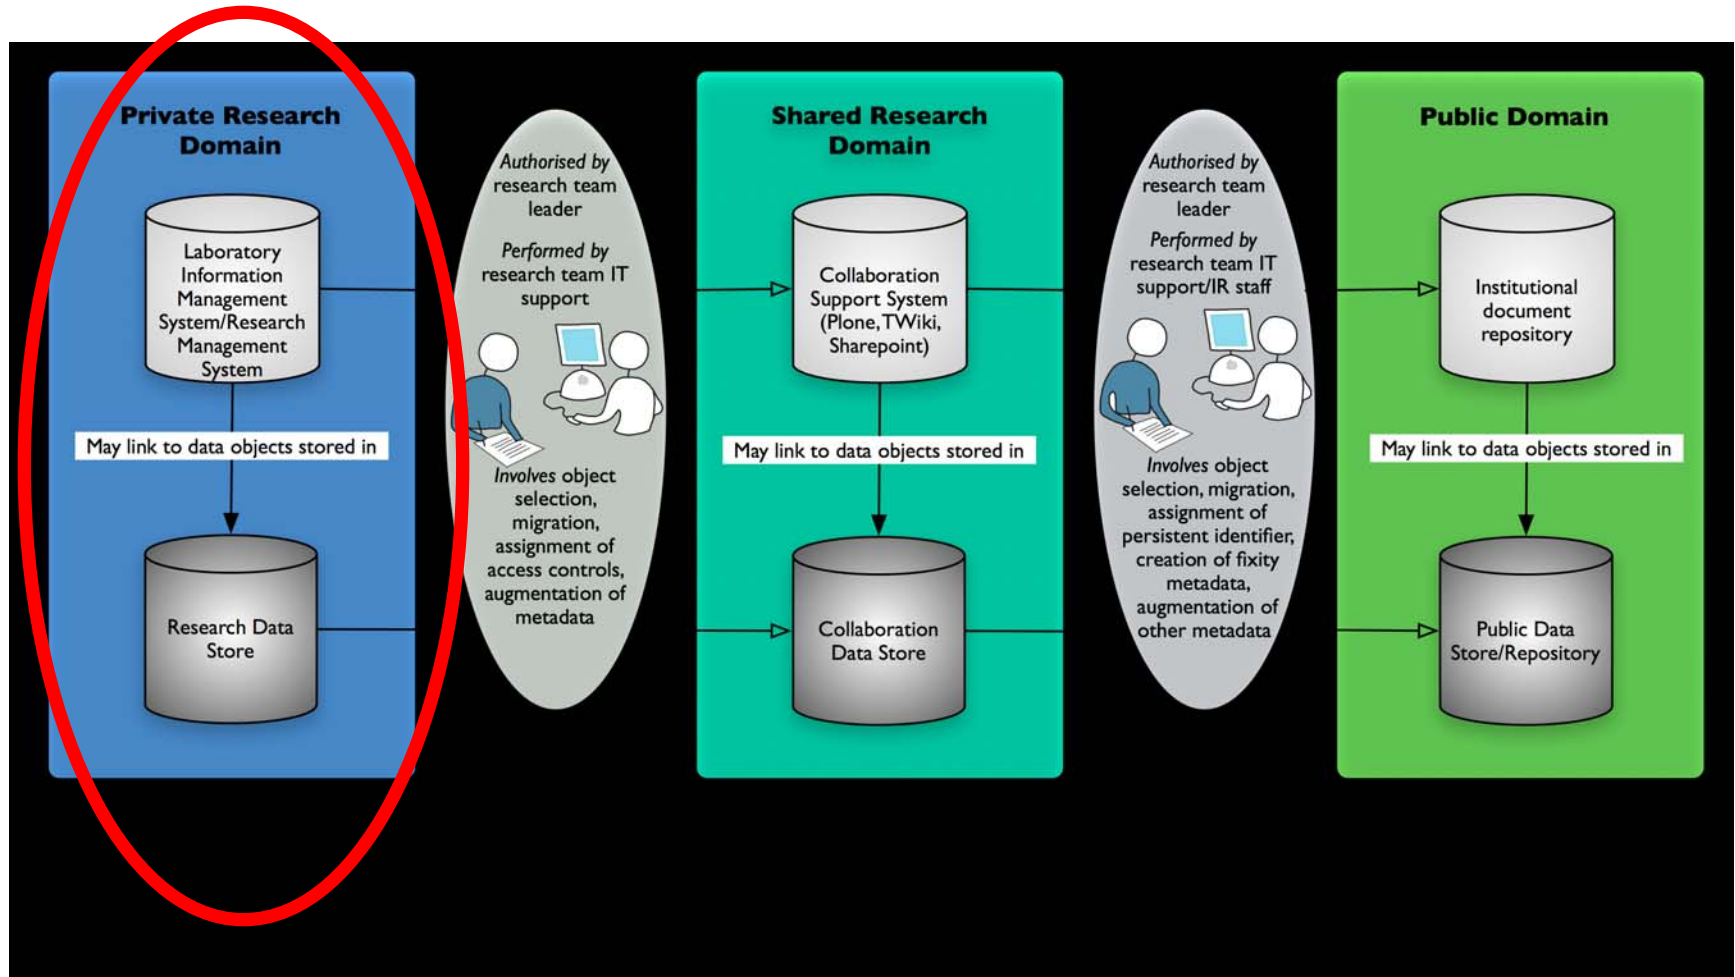 Private Research
Domain
Laboratory
Information
Management
System/Research
Management
System
May link to data objects stored in
Research Data
Store
Authorised by
research team
leader
Performed by
research team IT
support
Involves object
selection,
migration,
assignment of
access controls,
augmentation of
metadata
Shared Research
Domain
Collaboration
Support System
(Plone, TWiki,
Sharepoint)
May link to data objects stored in
Collaboration
Data Store
Authorised by
research team
leader
Performed by
research team IT
support/IR staff
Involves object
selection, migration,
assignment of
persistent identifier,
creation of fixity
metadata,
augmentation of
other metadata
Public Domain
Institutional
document
repository
May link to data objects stored in
Public Data
Store/Repository